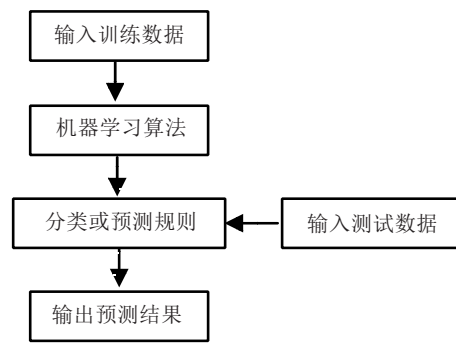 输入训练数据
机器学习算法
分类或预测规则
输入测试数据
输出预测结果